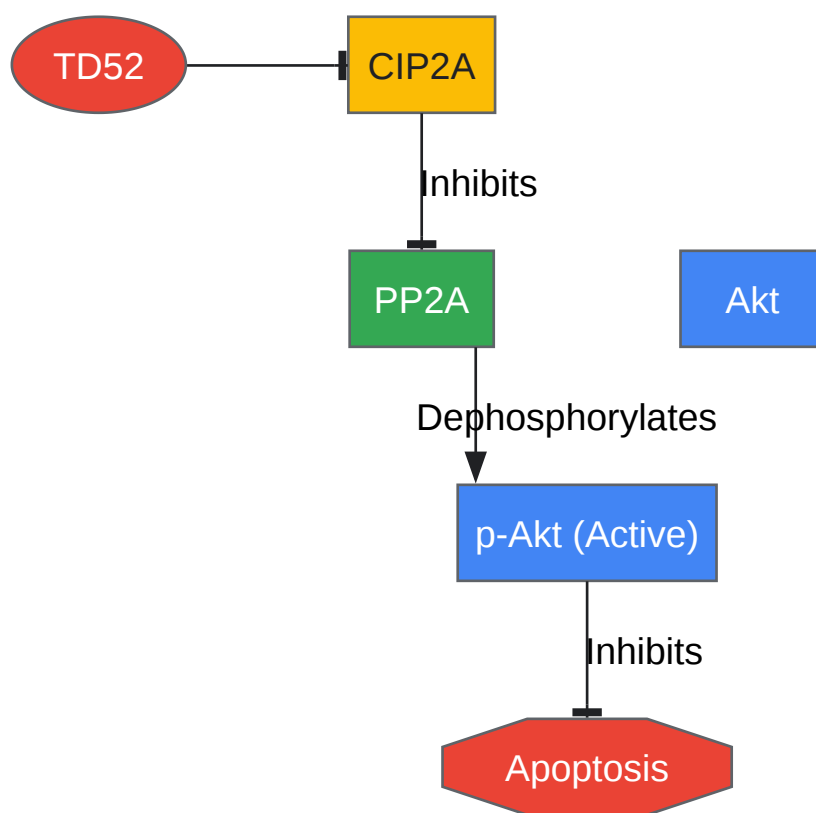 TD52
CIP2A
Inhibits
PP2A
Akt
Dephosphorylates
p-Akt (Active)
Inhibits
Apoptosis